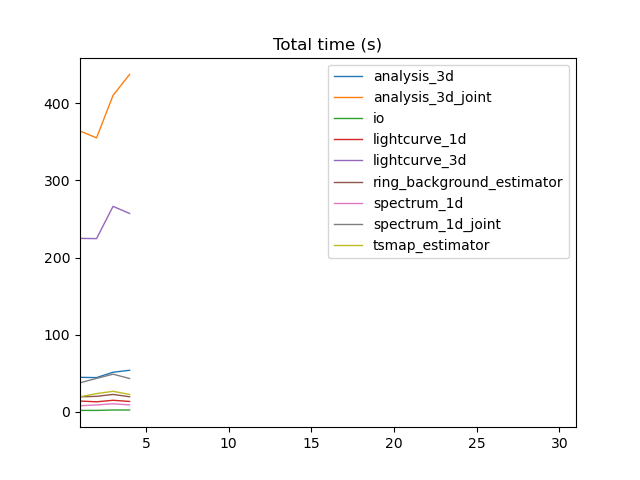 Total time (s)
400
300
200
100
0
5 10 15 20 25 30
analysis_3d
analysis_3d_joint
io
lightcurve_1d
lightcurve_3d
ring_background_estimator
spectrum_1d
spectrum_1d_joint
tsmap_estimator